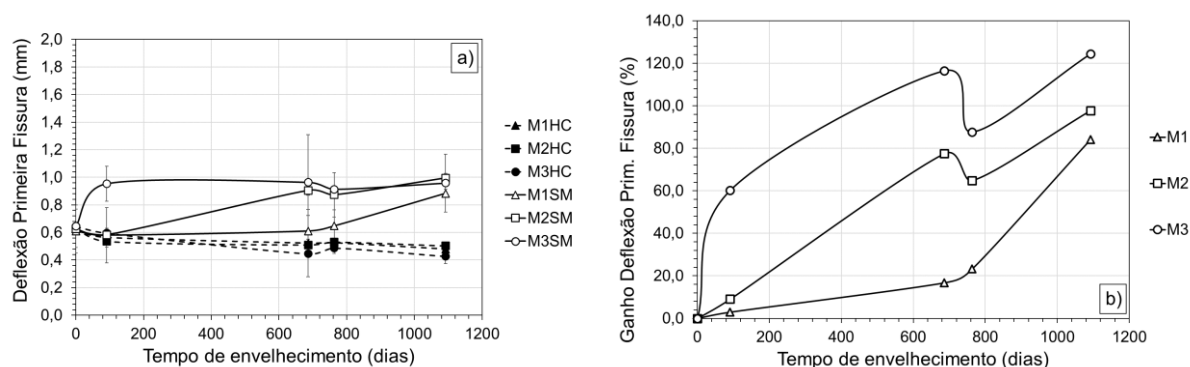 Deflexão Primeira Fissura (mm)
2,0
1,8
1,6
1,4
1,2
1,0
0,8
0,6
0,4
0,2
0,0
a)
0 200 400 600 800 1000 1200
Tempo de envelhecimento (dias)
M1HC
M2HC
M3HC
M1SM
M2SM
M3SM
Ganho Deflexão Prim. Fissura (%)
140,0
120,0
100,0
80,0
60,0
40,0
20,0
0,0
b)
0 200 400 600 800 1000 1200
Tempo de envelhecimento (dias)
M1
M2
M3